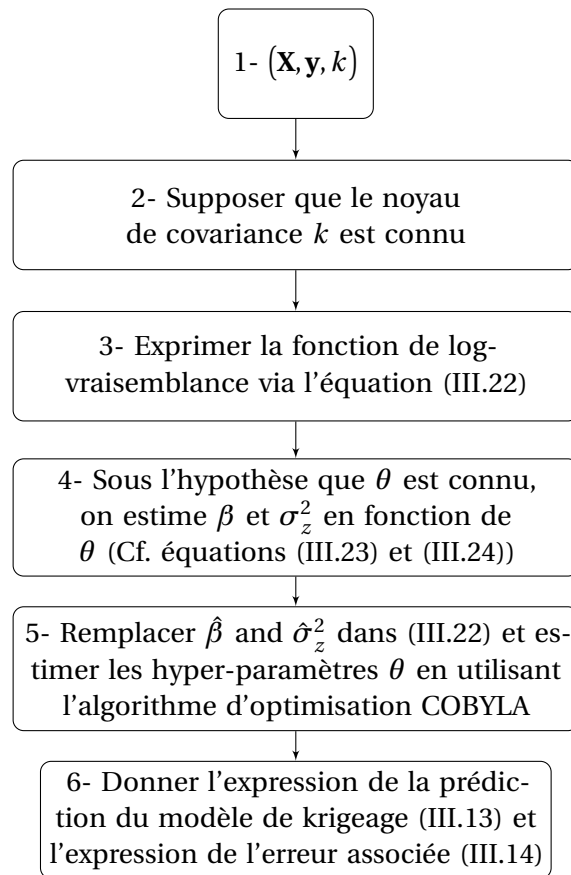 1- (X, y, k)
2- Supposer que le noyau
de covariance k est connu
3- Exprimer la fonction de log-
vraisemblance via l'équation (III.22)
4- Sous l'hypothèse que θ est connu,
on estime β et σ_z^2 en fonction de
θ (Cf. équations (III.23) et (III.24))
5- Remplacer β̂ and σ̂_z^2 dans (III.22) et es-
timer les hyper-paramètres θ en utilisant
l'algorithme d'optimisation COBYLA
6- Donner l'expression de la prédic-
tion du modèle de krigeage (III.13) et
l'expression de l'erreur associée (III.14)